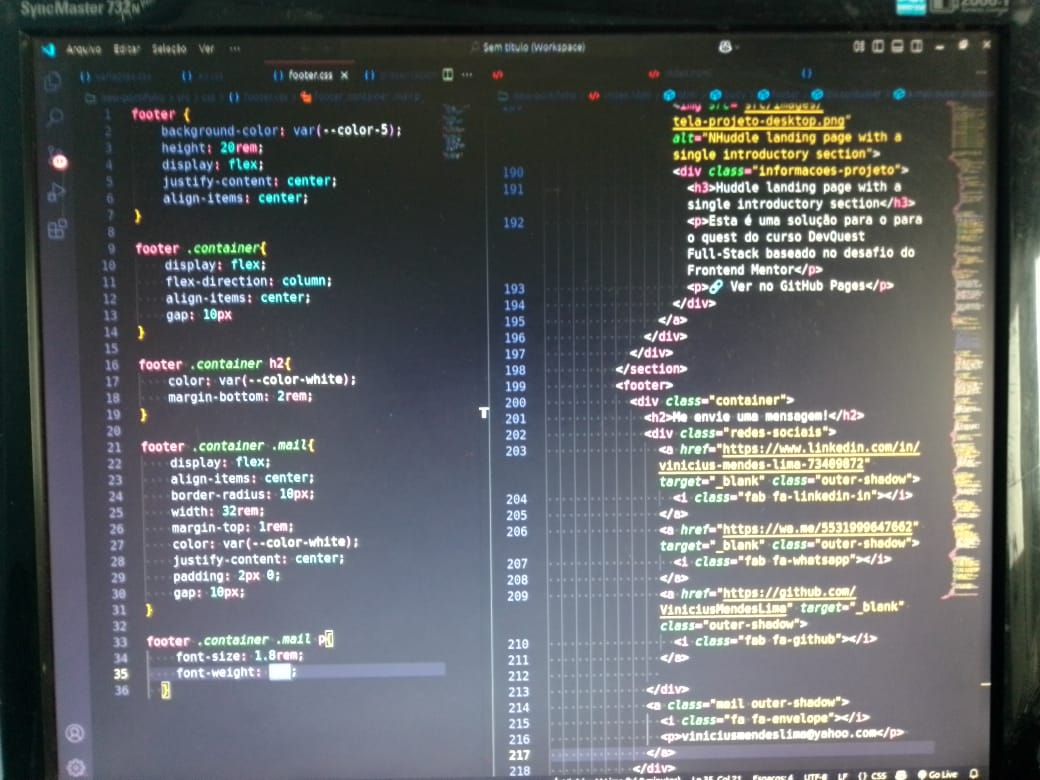 SyncMaster 732N
Arquivo Editar Seleção Ver ...
Sem título (Workspace)
footer.css
index.html
1 footer {
2 background-color: var(--color-5);
3 height: 20rem;
4 display: flex;
5 justify-content: center;
6 align-items: center;
7 }
8
9 footer .container{
10 display: flex;
11 flex-direction: column;
12 align-items: center;
13 gap: 10px
14 }
15
16 footer .container h2{
17 color: var(--color-white);
18 margin-bottom: 2rem;
19 }
20
21 footer .container .mail{
22 display: flex;
23 align-items: center;
24 border-radius: 10px;
25 width: 32rem;
26 margin-top: 1rem;
27 color: var(--color-white);
28 justify-content: center;
29 padding: 2px 0;
30 gap: 10px;
31 }
32
33 footer .container .mail p{
34 font-size: 1.8rem;
35 font-weight: ;
36 }
<img src="src/images/
tela-projeto-desktop.png"
alt="NHuddle landing page with a
single introductory section">
190 <div class="informacoes-projeto">
191 <h3>Huddle landing page with a
single introductory section</h3>
192 <p>Esta é uma solução para o para
o quest do curso DevQuest
Full-Stack baseado no desafio do
Frontend Mentor</p>
193 <p>🔗 Ver no GitHub Pages</p>
194 </div>
195 </a>
196 </div>
197 </div>
198 </section>
199 <footer>
200 <div class="container">
201 <h2>Me envie uma mensagem!</h2>
202 <div class="redes-sociais">
203 <a href="https://www.linkedin.com/in/
vinicius-mendes-lima-73409872"
target="_blank" class="outer-shadow">
204 <i class="fab fa-linkedin-in"></i>
205 </a>
206 <a href="https://wa.me/5531999647662"
target="_blank" class="outer-shadow">
207 <i class="fab fa-whatsapp"></i>
208 </a>
209 <a href="https://github.com/
ViniciusMendesLima" target="_blank"
class="outer-shadow">
210 <i class="fab fa-github"></i>
211 </a>
212
213 </div>
214 <a class="mail outer-shadow">
215 <i class="fa fa-envelope"></i>
216 <p>viniciusmendeslima@yahoo.com</p>
217 </a>
218 </div>
Espaços: 4 UTF-8 LF {} CSS Go Live